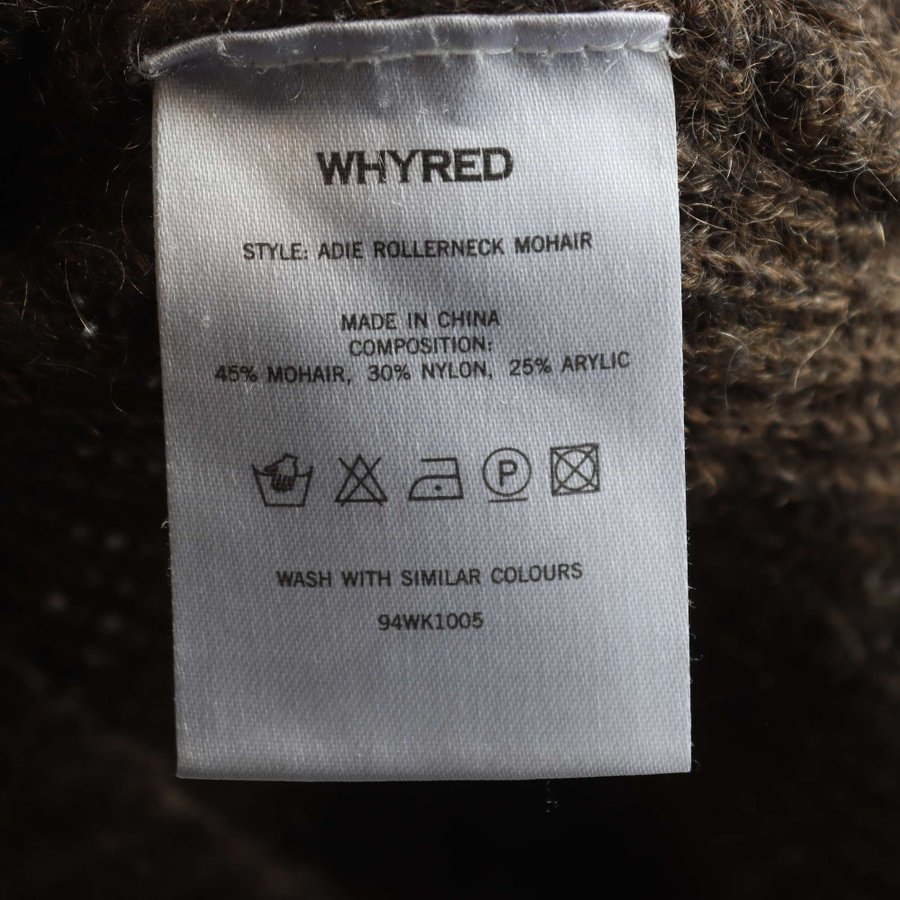 WHYRED
STYLE: ADIE ROLLERNECK MOHAIR
MADE IN CHINA
COMPOSITION:
45% MOHAIR, 30% NYLON, 25% ARYLIC
P
WASH WITH SIMILAR COLOURS
94WK1005